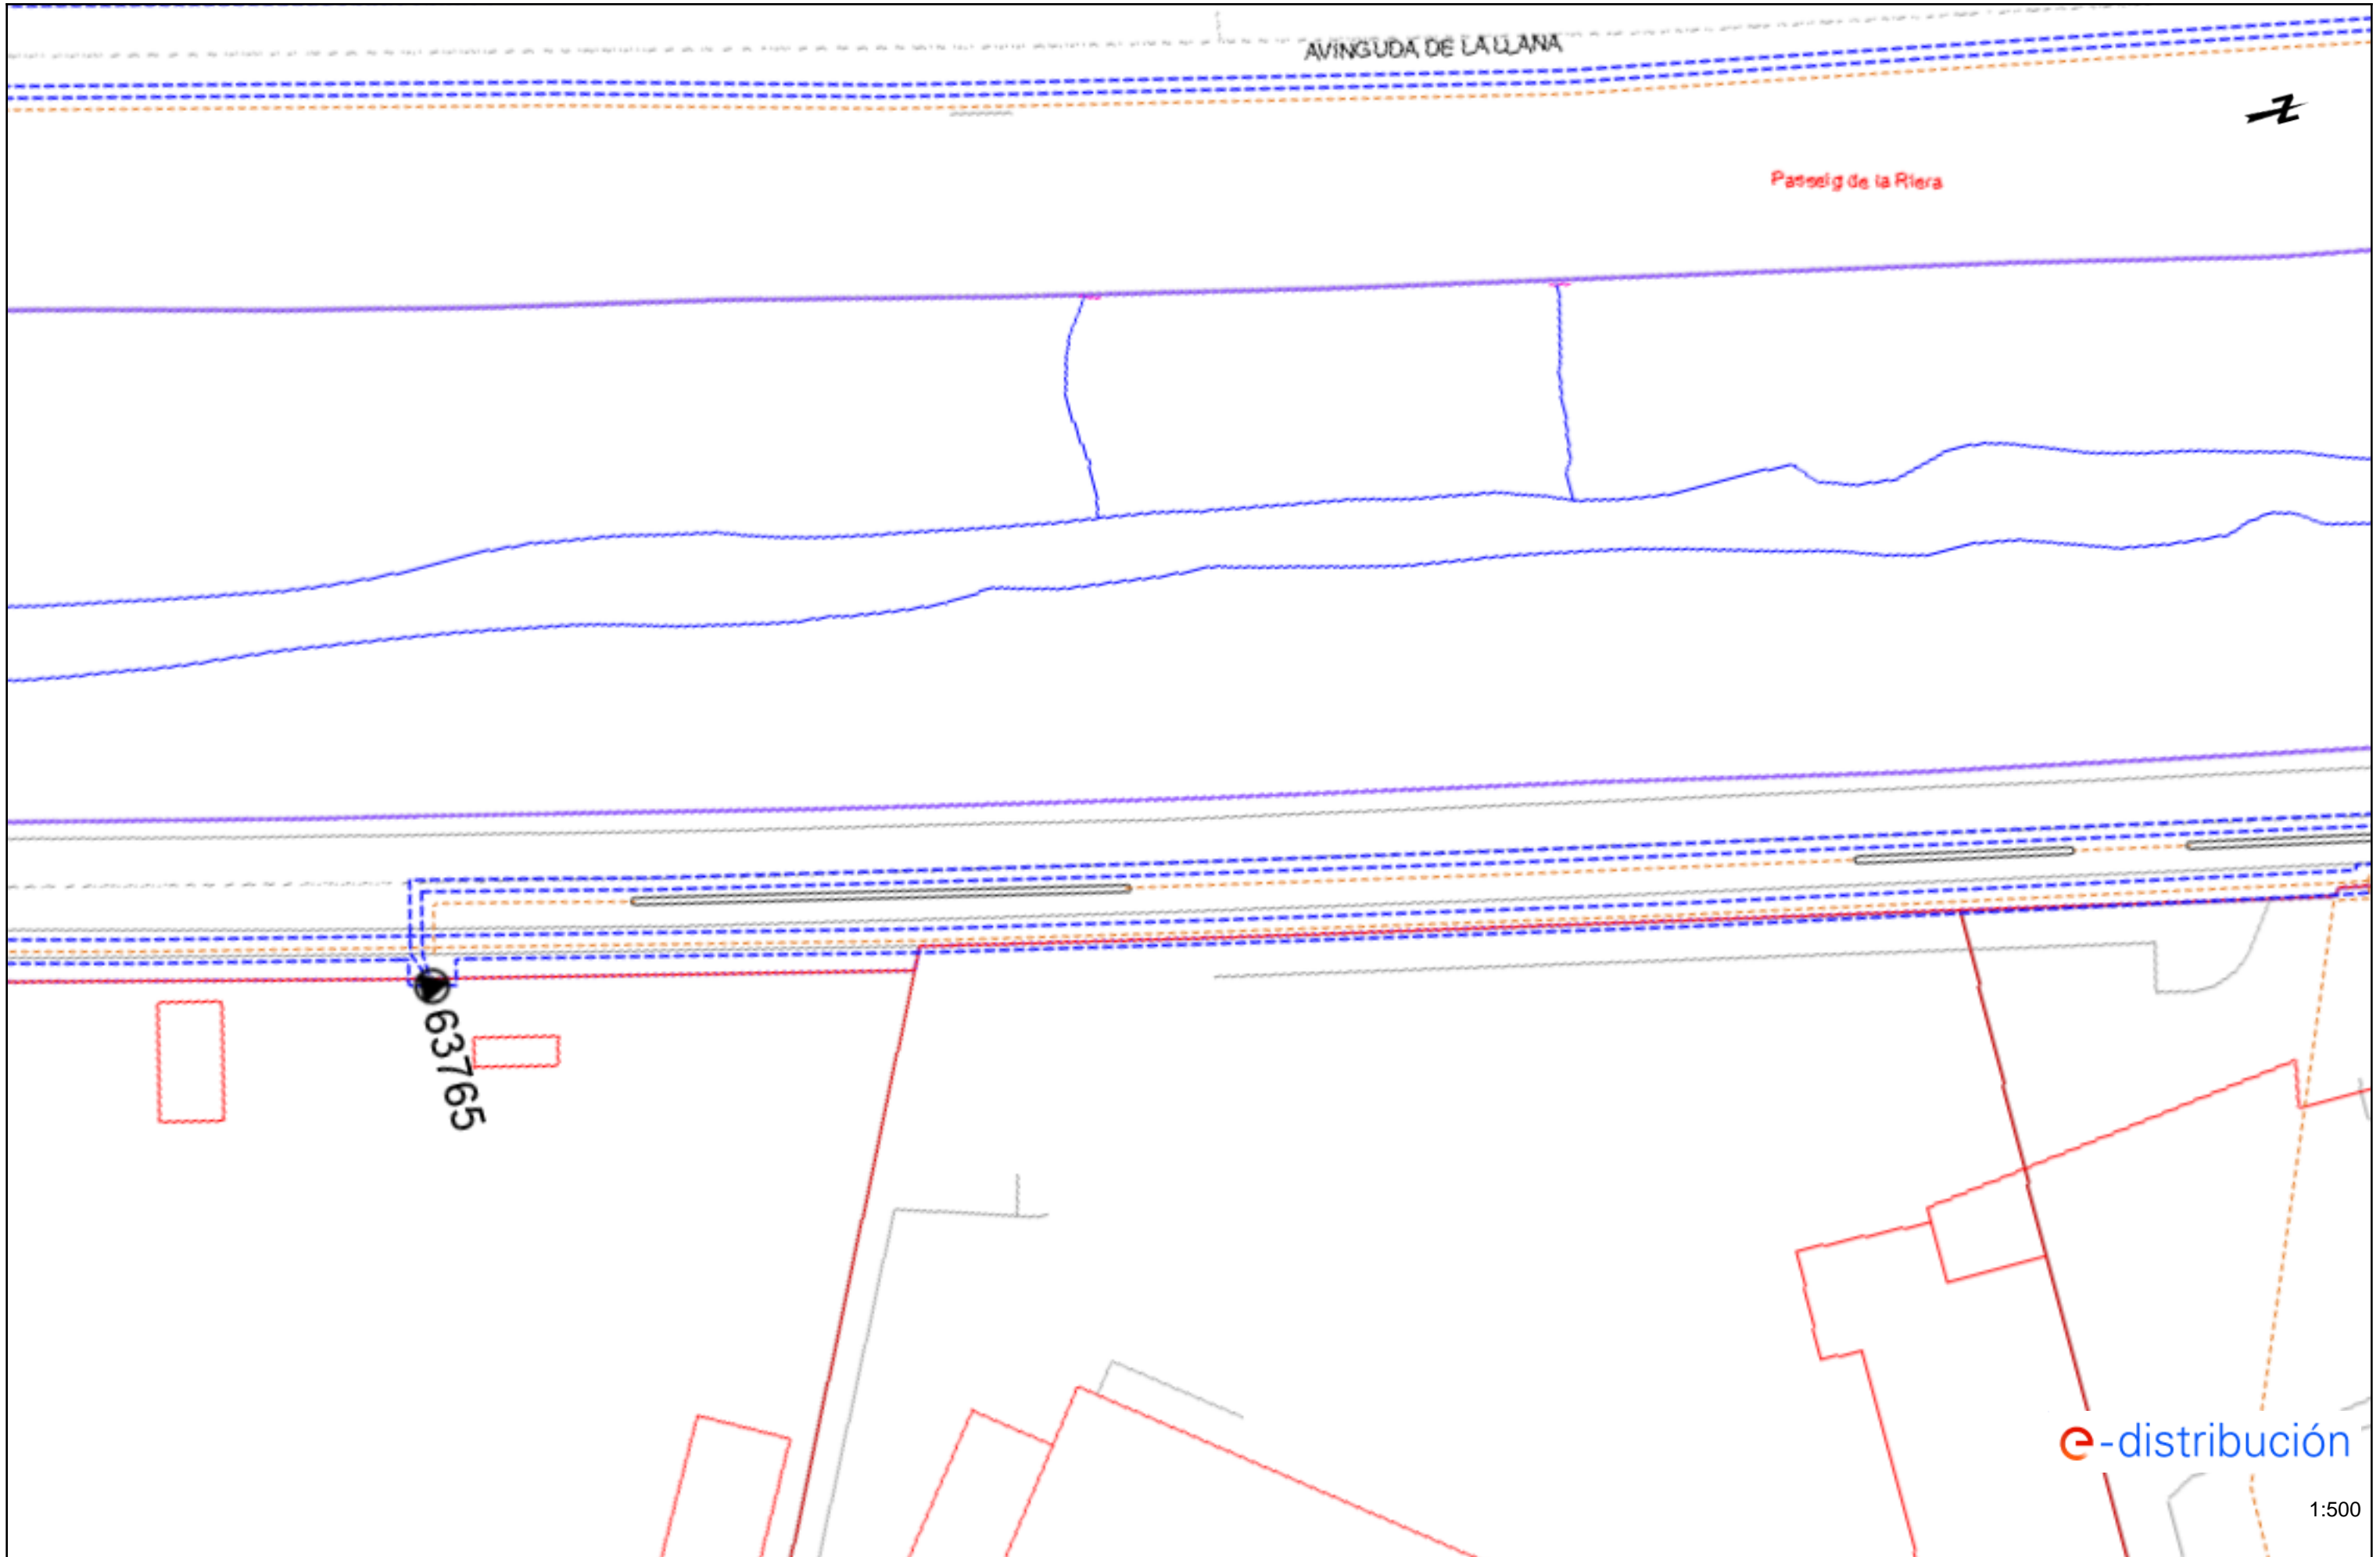 AVINGUDA DE LA LLANA
Passeig de la Riera
63765
e-distribución
1:500